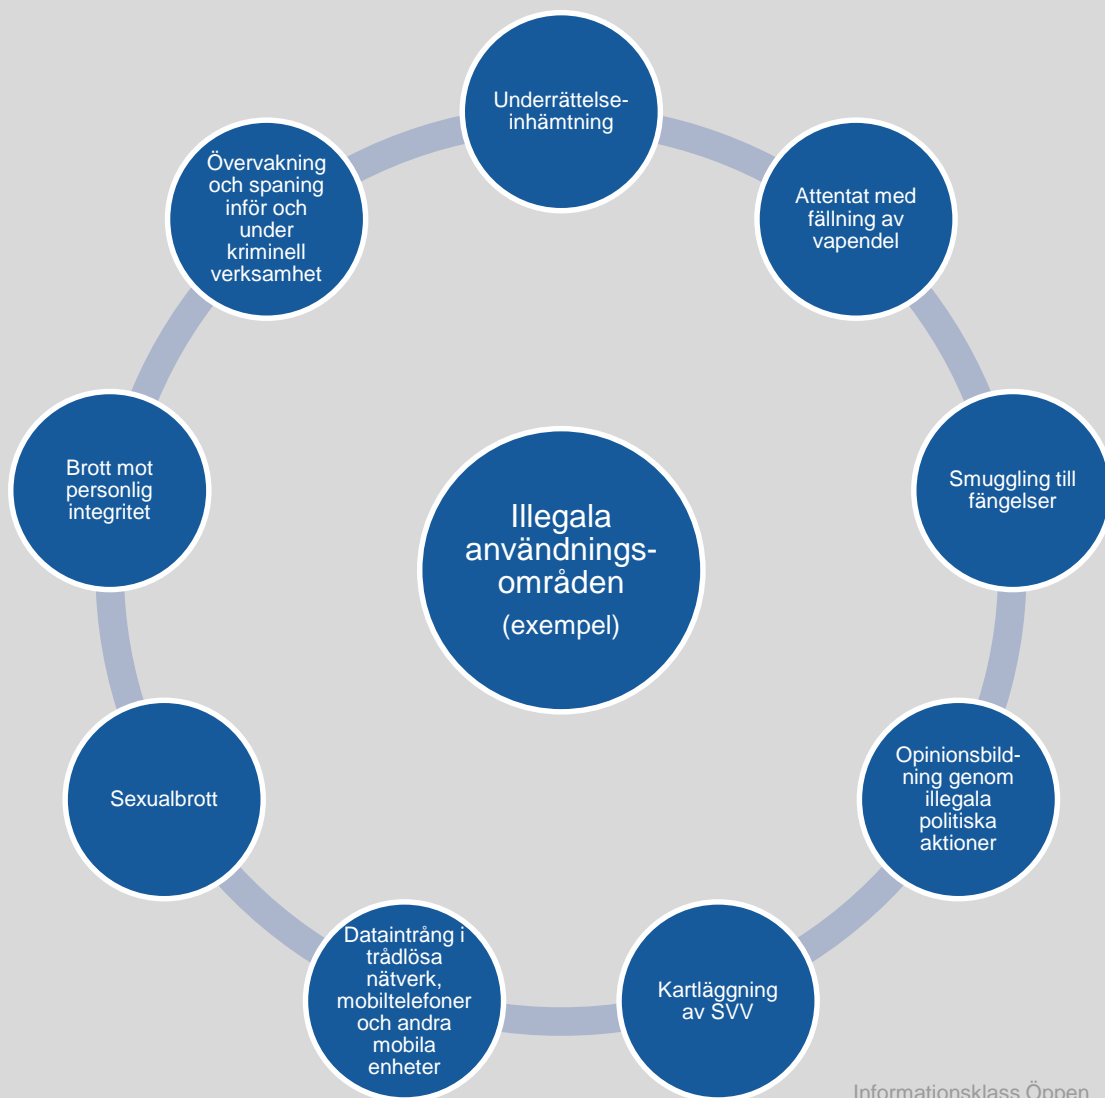 Underrättelse-
inhämtning
Attentat med
fällning av
vapendel
Smuggling till
fängelser
Opinionsbild-
ning genom
illegala
politiska
aktioner
Kartläggning
av SVV
Dataintrång i
trådlösa
nätverk,
mobiltelefoner
och andra
mobila
enheter
Sexualbrott
Brott mot
personlig
integritet
Övervakning
och spaning
inför och
under
kriminell
verksamhet
Illegala
användnings-
områden
(exempel)
Informationsklass Öppen